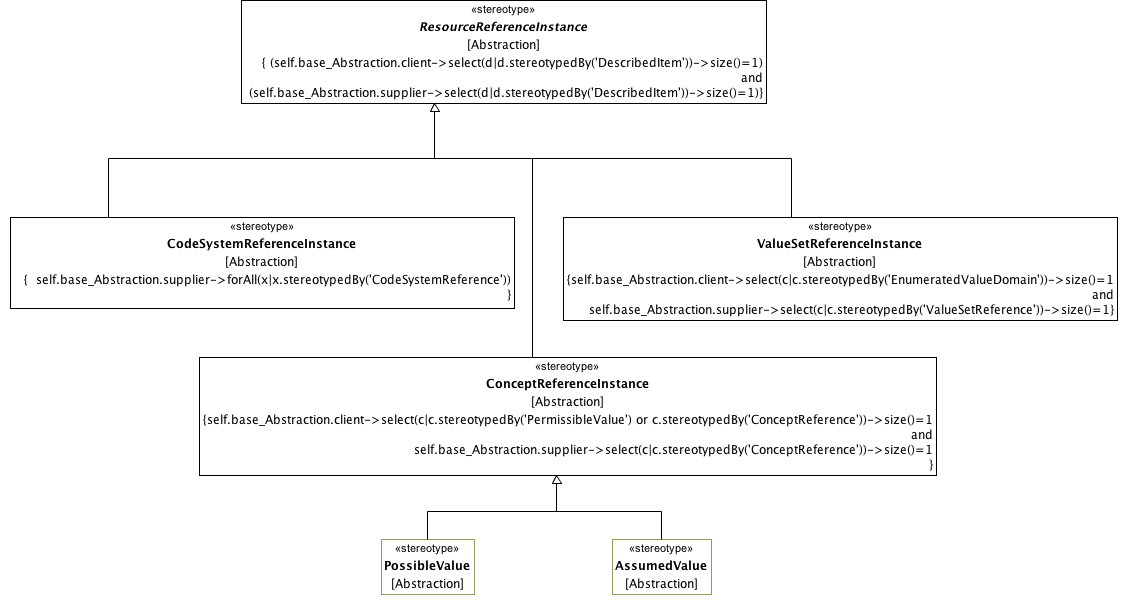 «stereotype»
ResourceReferenceInstance
[Abstraction]
{ (self.base_Abstraction.client->select(d|d.stereotypedBy('DescribedItem'))->size()=1)
and
(self.base_Abstraction.supplier->select(d|d.stereotypedBy('DescribedItem'))->size()=1)}
«stereotype»
CodeSystemReferenceInstance
[Abstraction]
{ self.base_Abstraction.supplier->forAll(x|x.stereotypedBy('CodeSystemReference'))
}
«stereotype»
ValueSetReferenceInstance
[Abstraction]
{self.base_Abstraction.client->select(c|c.stereotypedBy('EnumeratedValueDomain'))->size()=1
and
self.base_Abstraction.supplier->select(c|c.stereotypedBy('ValueSetReference'))->size()=1}
«stereotype»
ConceptReferenceInstance
[Abstraction]
{self.base_Abstraction.client->select(c|c.stereotypedBy('PermissibleValue') or c.stereotypedBy('ConceptReference'))->size()=1
and
self.base_Abstraction.supplier->select(c|c.stereotypedBy('ConceptReference'))->size()=1
}
«stereotype»
PossibleValue
[Abstraction]
«stereotype»
AssumedValue
[Abstraction]